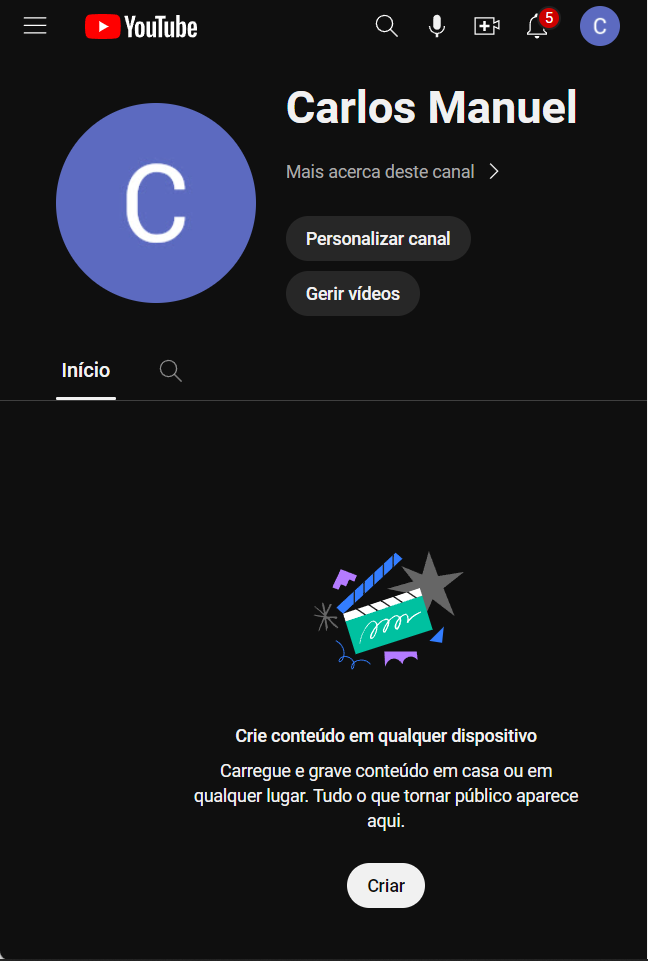 YouTube
5
C
Carlos Manuel
C
Mais acerca deste canal
Personalizar canal
Gerir vídeos
Início
Crie conteúdo em qualquer dispositivo
Carregue e grave conteúdo em casa ou em
qualquer lugar. Tudo o que tornar público aparece
aqui.
Criar